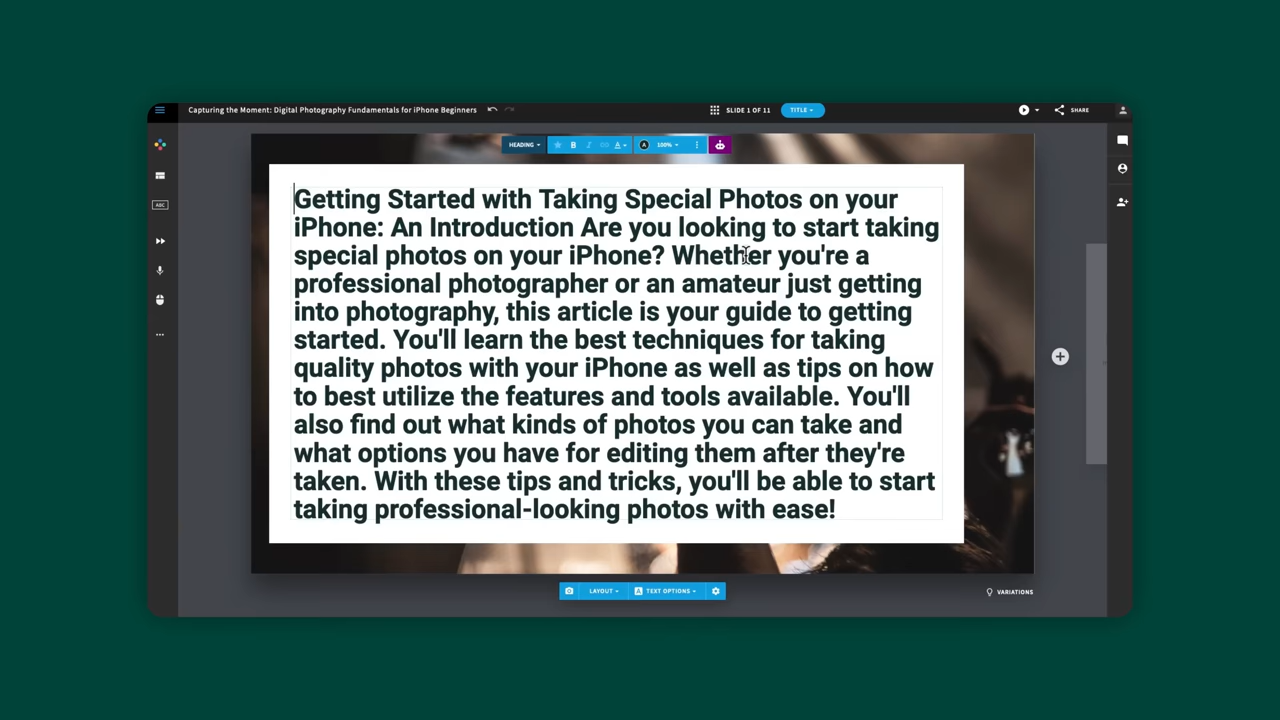 Capturing the Moment: Digital Photography Fundamentals for iPhone Beginners
SLIDE 1 OF 11
TITLE
SHARE
HEADING
B
I
A
A
100%
ABC
Getting Started with Taking Special Photos on your
iPhone: An Introduction Are you looking to start taking
special photos on your iPhone? Whether you're a
professional photographer or an amateur just getting
into photography, this article is your guide to getting
started. You'll learn the best techniques for taking
quality photos with your iPhone as well as tips on how
to best utilize the features and tools available. You'll
also find out what kinds of photos you can take and
what options you have for editing them after they're
taken. With these tips and tricks, you'll be able to start
taking professional-looking photos with ease!
LAYOUT
A
TEXT OPTIONS
VARIATIONS